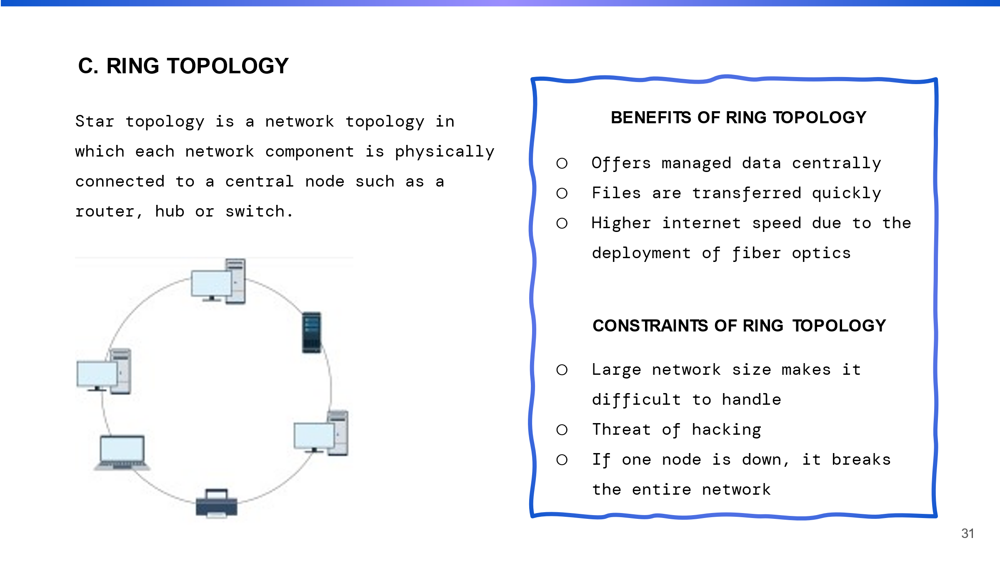 C. RING TOPOLOGY
Star topology is a network topology in
which each network component is physically
connected to a central node such as a
router, hub or switch.
BENEFITS OF RING TOPOLOGY
○ Offers managed data centrally
○ Files are transferred quickly
○ Higher internet speed due to the
deployment of fiber optics
CONSTRAINTS OF RING TOPOLOGY
○ Large network size makes it
difficult to handle
○ Threat of hacking
○ If one node is down, it breaks
the entire network
31